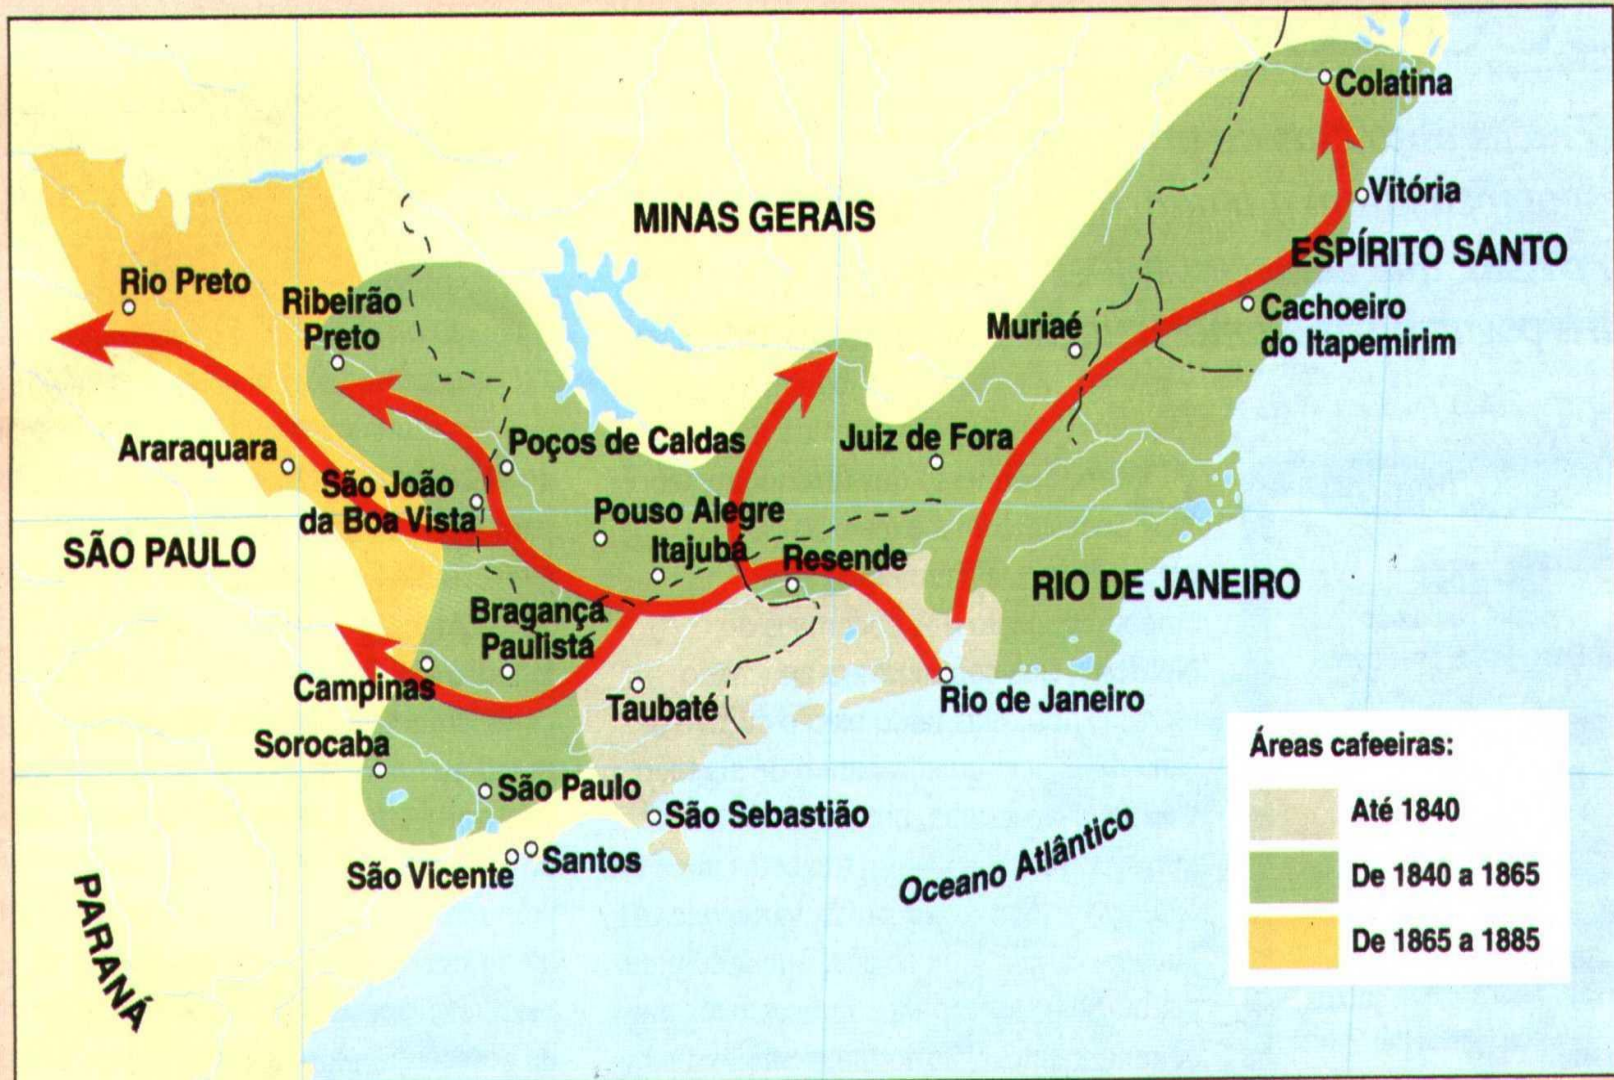 Colatina
Vitória
MINAS GERAIS
ESPÍRITO SANTO
Rio Preto
Ribeirão
Preto
Cachoeiro
do Itapemirim
Muriaé
Araraquara
Poços de Caldas
Juiz de Fora
São João
da Boa Vista
Pouso Alegre
SÃO PAULO
Itajubá
Resende
RIO DE JANEIRO
Bragança
Paulista
Campinas
Taubaté
Rio de Janeiro
Sorocaba
São Paulo
São Sebastião
São Vicente
Santos
Oceano Atlântico
PARANÁ
Áreas cafeeiras:
Até 1840
De 1840 a 1865
De 1865 a 1885